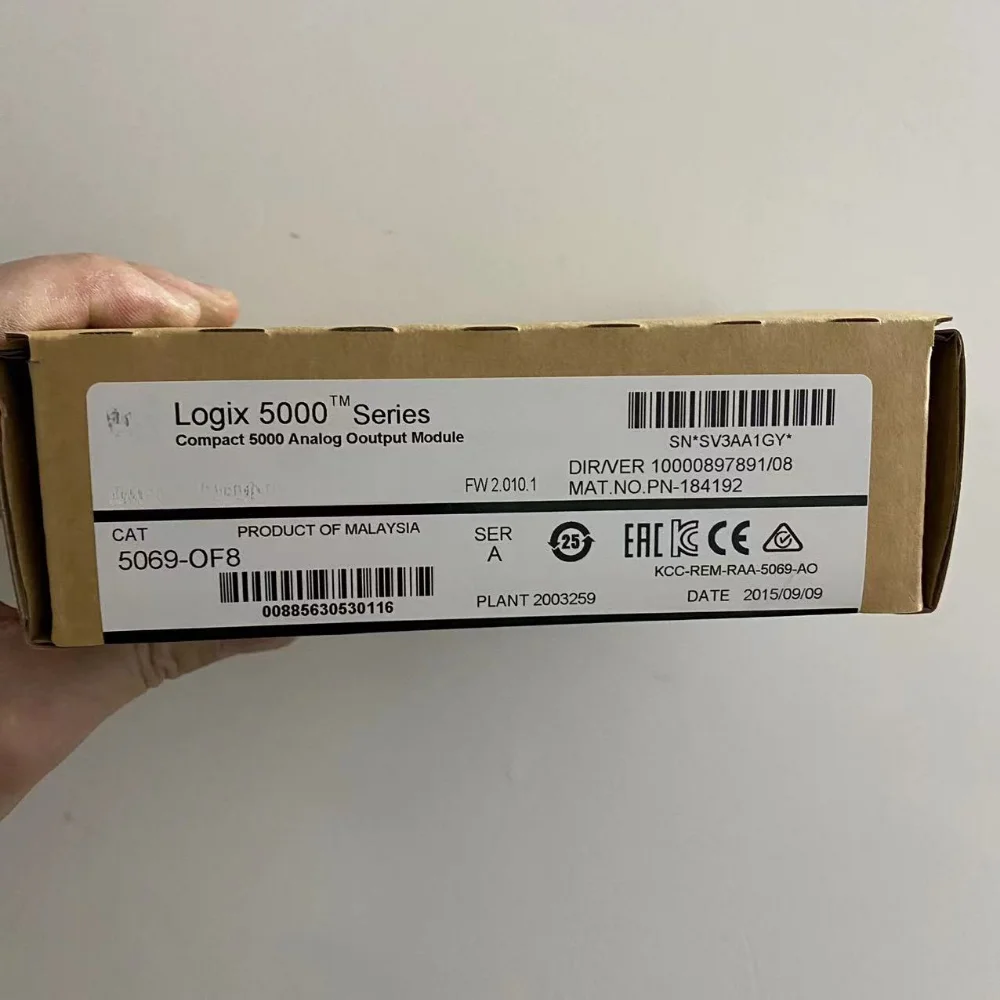 Logix 5000™ Series
Compact 5000 Analog Ooutput Module
SN*SV3AA1GY*
DIR/VER 10000897891/08
FW 2.010.1
MAT.NO.PN-184192
CAT
PRODUCT OF MALAYSIA
5069-OF8
00885630530116
SER
A
25
EAC CE
KCC-REM-RAA-5069-AO
PLANT 2003259
DATE 2015/09/09